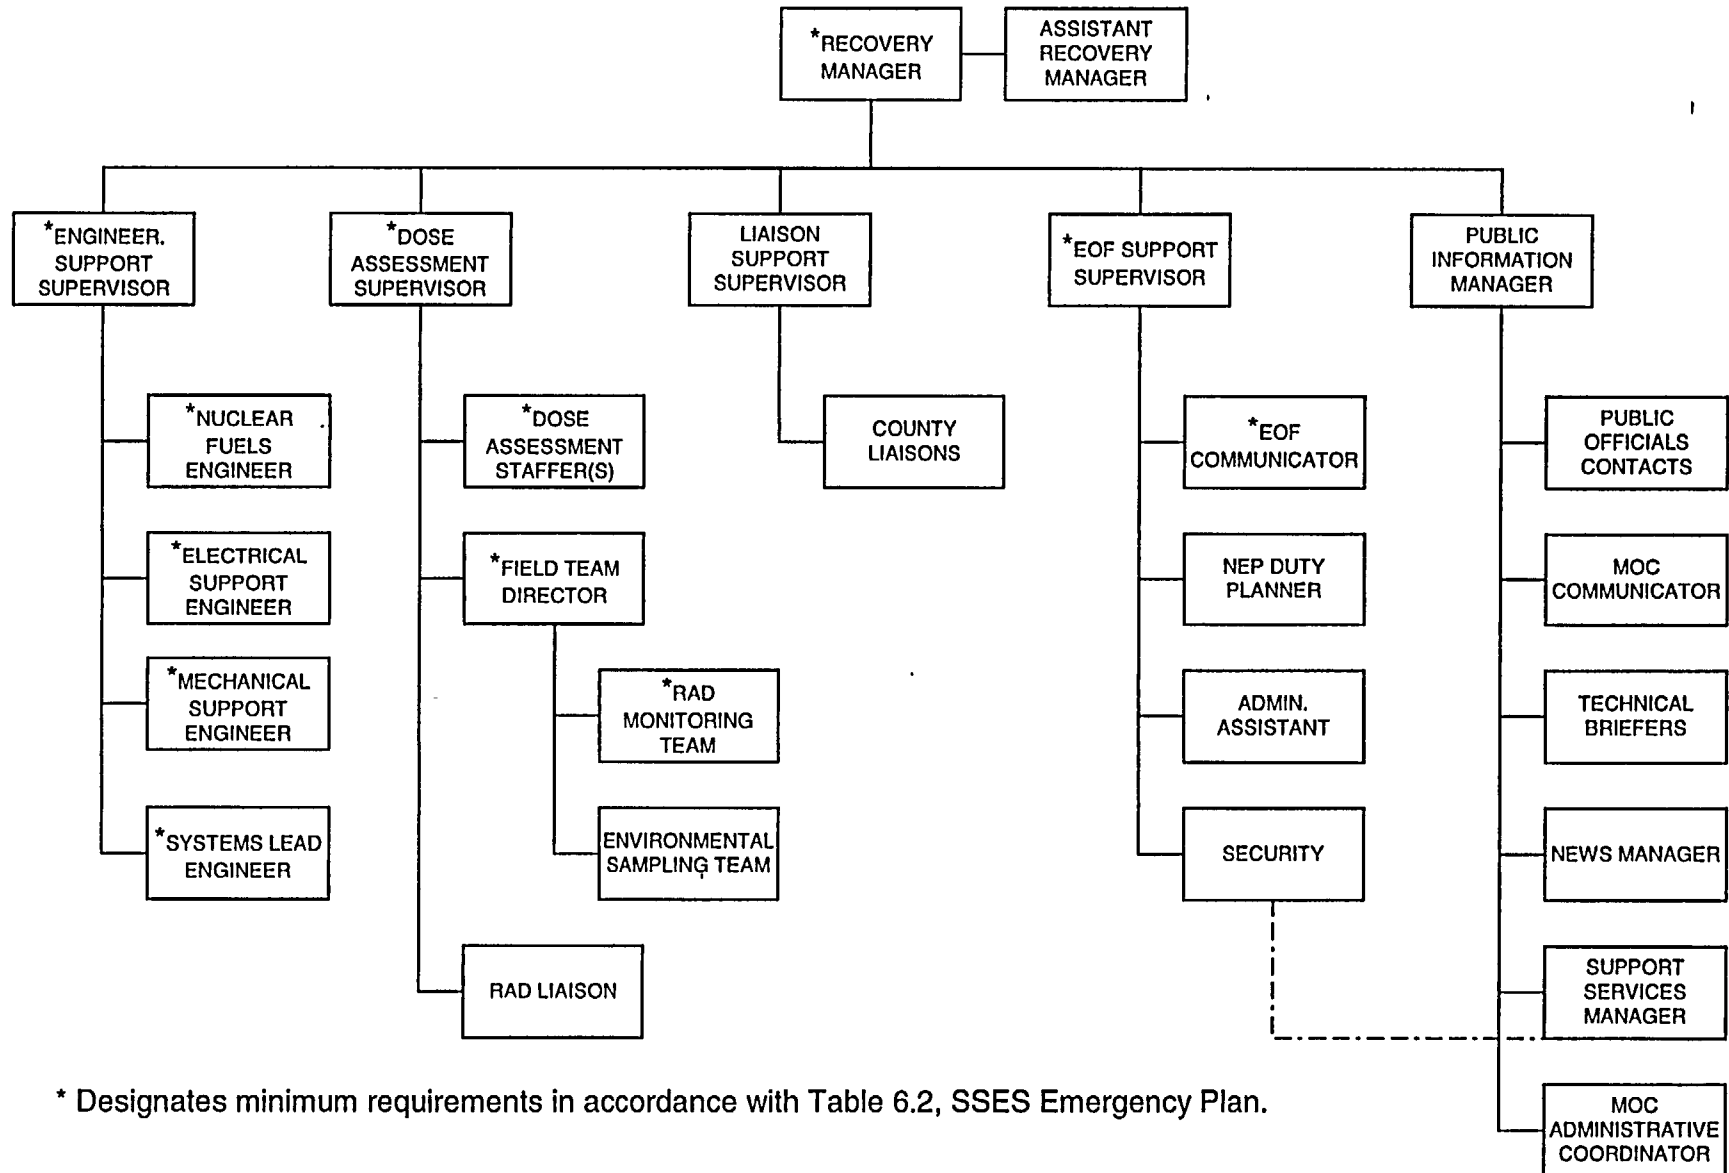 *RECOVERY
MANAGER
ASSISTANT
RECOVERY
MANAGER
*ENGINEER.
SUPPORT
SUPERVISOR
*DOSE
ASSESSMENT
SUPERVISOR
LIAISON
SUPPORT
SUPERVISOR
*EOF SUPPORT
SUPERVISOR
PUBLIC
INFORMATION
MANAGER
*NUCLEAR
FUELS
ENGINEER
*ELECTRICAL
SUPPORT
ENGINEER
*MECHANICAL
SUPPORT
ENGINEER
*SYSTEMS LEAD
ENGINEER
*DOSE
ASSESSMENT
STAFFER(S)
*FIELD TEAM
DIRECTOR
*RAD
MONITORING
TEAM
ENVIRONMENTAL
SAMPLING TEAM
RAD LIAISON
COUNTY
LIAISONS
*EOF
COMMUNICATOR
NEP DUTY
PLANNER
ADMIN.
ASSISTANT
SECURITY
PUBLIC
OFFICIALS
CONTACTS
MOC
COMMUNICATOR
TECHNICAL
BRIEFERS
NEWS MANAGER
SUPPORT
SERVICES
MANAGER
MOC
ADMINISTRATIVE
COORDINATOR
* Designates minimum requirements in accordance with Table 6.2, SSES Emergency Plan.